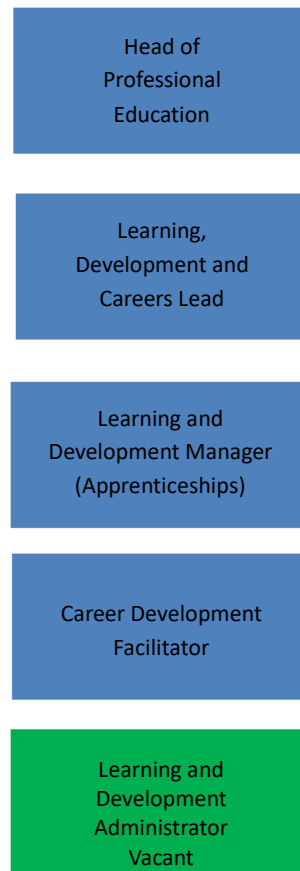 Head of
Professional
Education
Learning,
Development and
Careers Lead
Learning and
Development Manager
(Apprenticeships)
Career Development
Facilitator
Learning and
Development
Administrator
Vacant